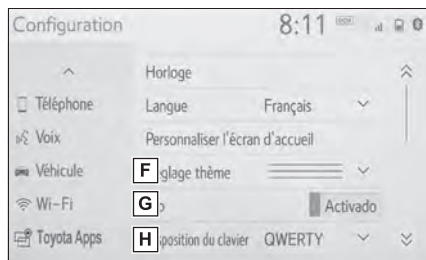 Configuration 8:11
Horloge
Téléphone Langue Français
Voix Personnaliser l'écran d'accueil
Véhicule F glage thème
Wi-Fi G Activado
Toyota Apps H sposition du clavier QWERTY